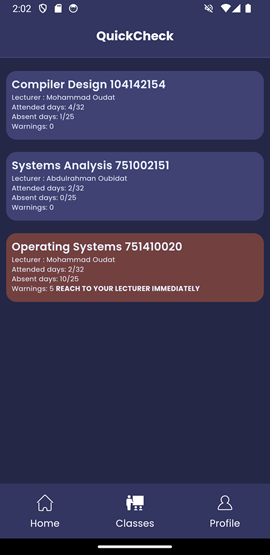 2:02
QuickCheck
Compiler Design 104142154
Lecturer : Mohammad Oudat
Attended days: 4/32
Absent days: 1/25
Warnings: 0
Systems Analysis 751002151
Lecturer : Abdulrahman Oubidat
Attended days: 2/32
Absent days: 0/25
Warnings: 0
Operating Systems 751410020
Lecturer : Mohammad Oudat
Attended days: 2/32
Absent days: 10/25
Warnings: 5 REACH TO YOUR LECTURER IMMEDIATELY
Home
Classes
Profile